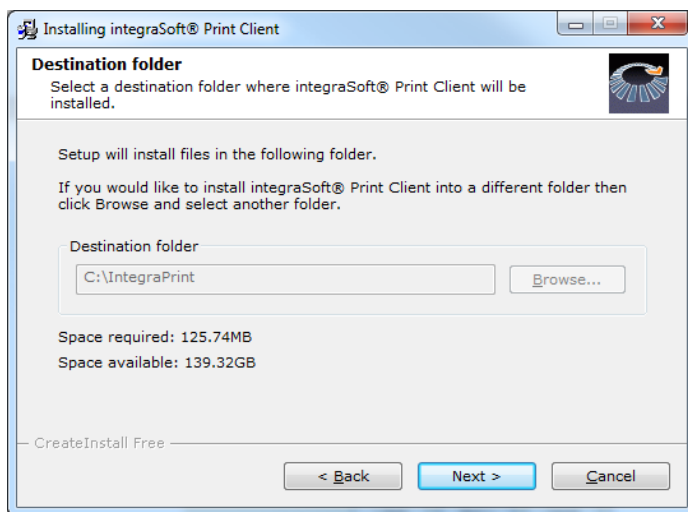 Installing integraSoft® Print Client
Destination folder
Select a destination folder where integraSoft® Print Client will be
installed.
Setup will install files in the following folder.
If you would like to install integraSoft® Print Client into a different folder then
click Browse and select another folder.
Destination folder
C:\IntegraPrint
Browse...
Space required: 125.74MB
Space available: 139.32GB
CreateInstall Free
< Back
Next >
Cancel